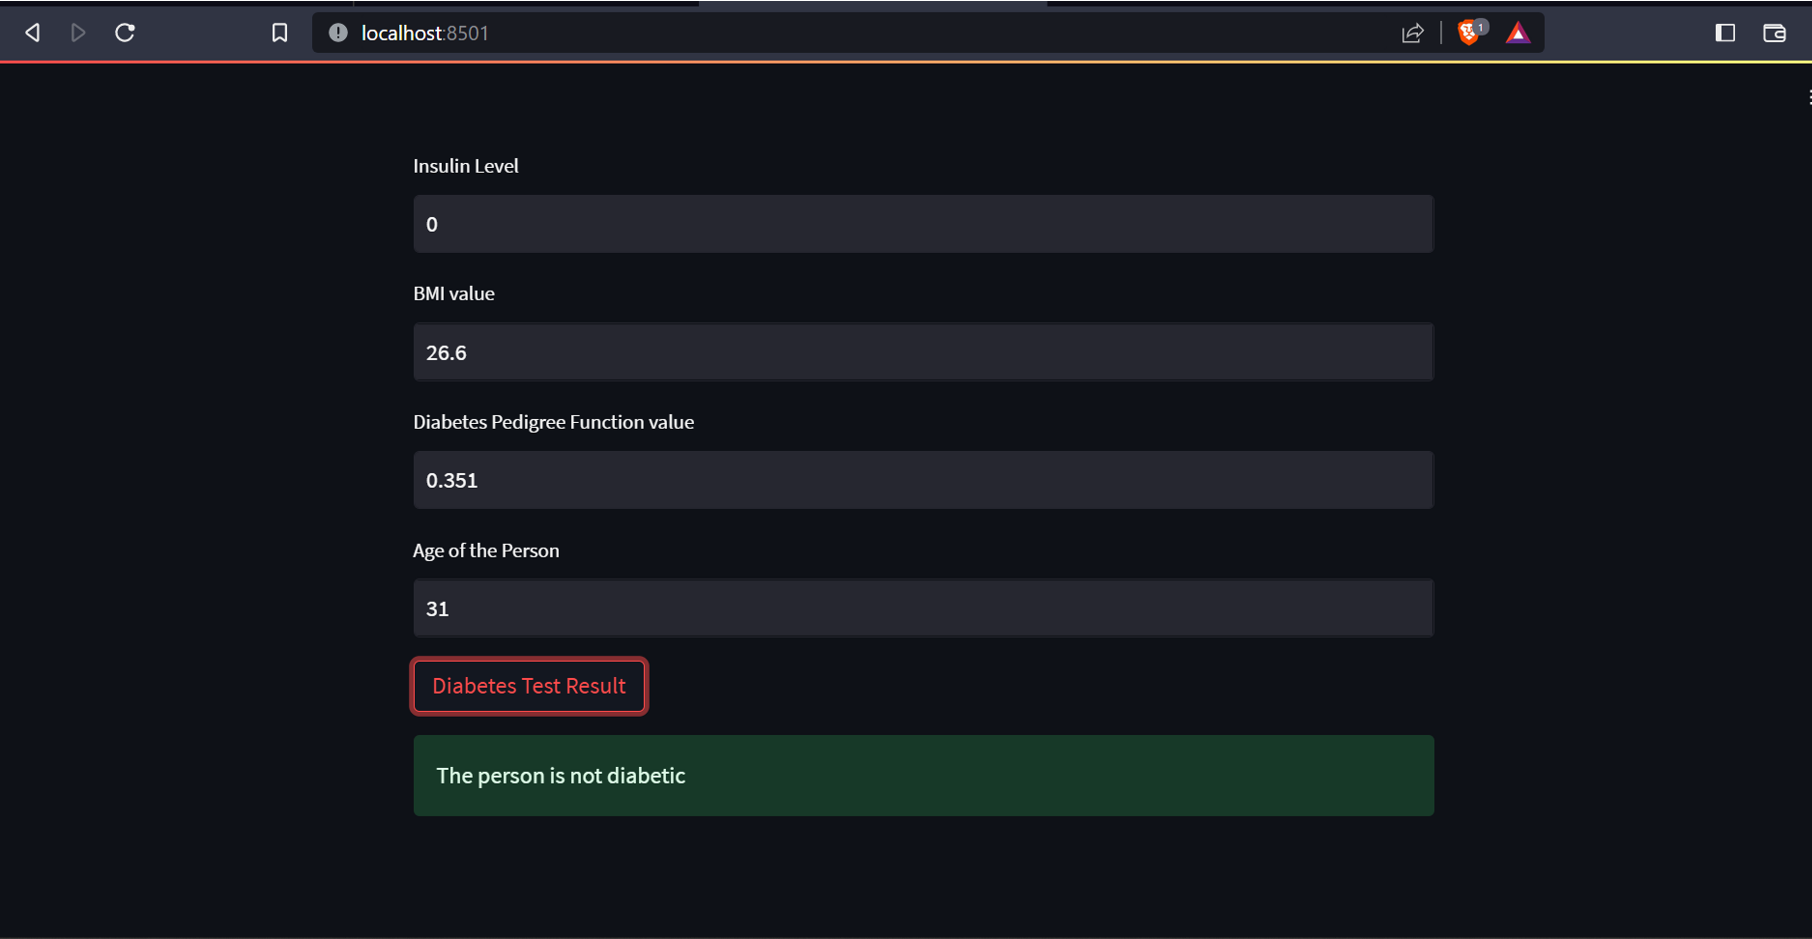 localhost:8501
1
Insulin Level
0
BMI value
26.6
Diabetes Pedigree Function value
0.351
Age of the Person
31
Diabetes Test Result
The person is not diabetic